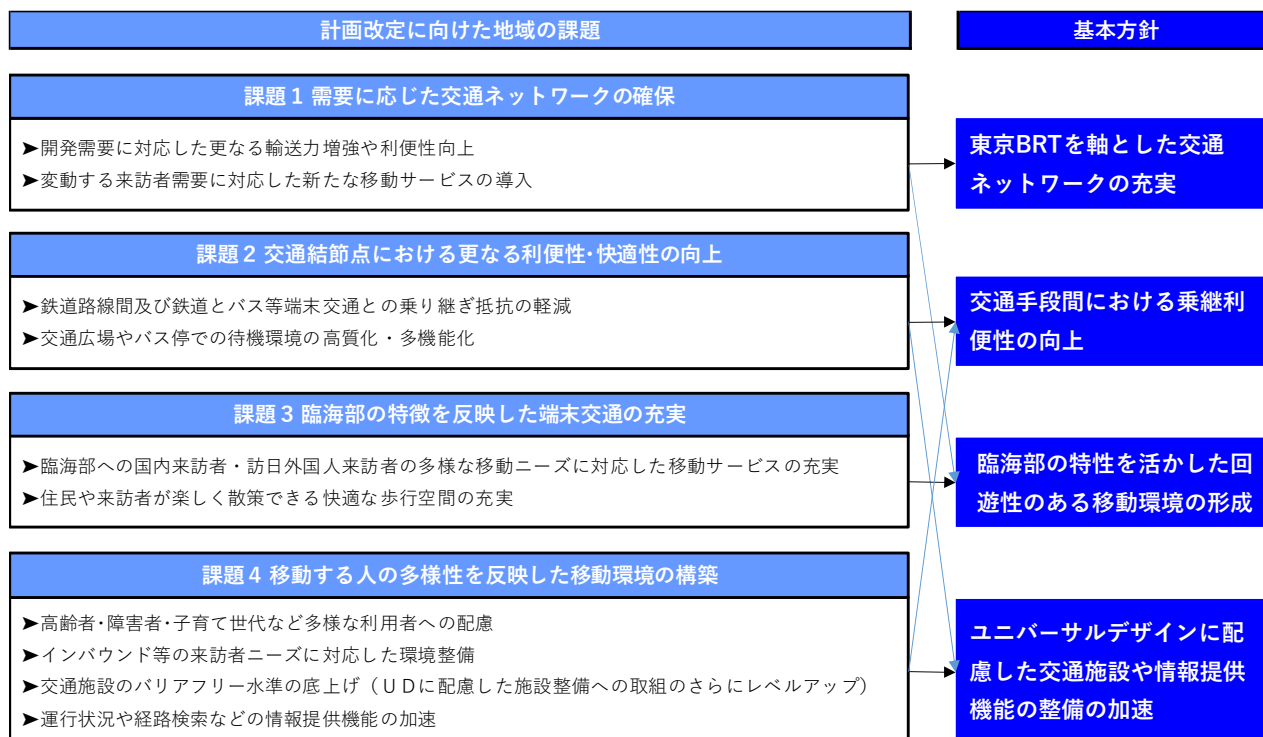 計画改定に向けた地域の課題
基本方針
課題1 需要に応じた交通ネットワークの確保
➤開発需要に対応した更なる輸送力増強や利便性向上
➤変動する来訪者需要に対応した新たな移動サービスの導入
東京BRTを軸とした交通
ネットワークの充実
課題2 交通結節点における更なる利便性･快適性の向上
➤鉄道路線間及び鉄道とバス等端末交通との乗り継ぎ抵抗の軽減
➤交通広場やバス停での待機環境の高質化・多機能化
交通手段間における乗継利
便性の向上
課題3 臨海部の特徴を反映した端末交通の充実
➤臨海部への国内来訪者・訪日外国人来訪者の多様な移動ニーズに対応した移動サービスの充実
➤住民や来訪者が楽しく散策できる快適な歩行空間の充実
臨海部の特性を活かした回
遊性のある移動環境の形成
課題4 移動する人の多様性を反映した移動環境の構築
➤高齢者･障害者･子育て世代など多様な利用者への配慮
➤インバウンド等の来訪者ニーズに対応した環境整備
➤交通施設のバリアフリー水準の底上げ（ＵＤに配慮した施設整備への取組のさらにレベルアップ）
➤運行状況や経路検索などの情報提供機能の加速
ユニバーサルデザインに配
慮した交通施設や情報提供
機能の整備の加速